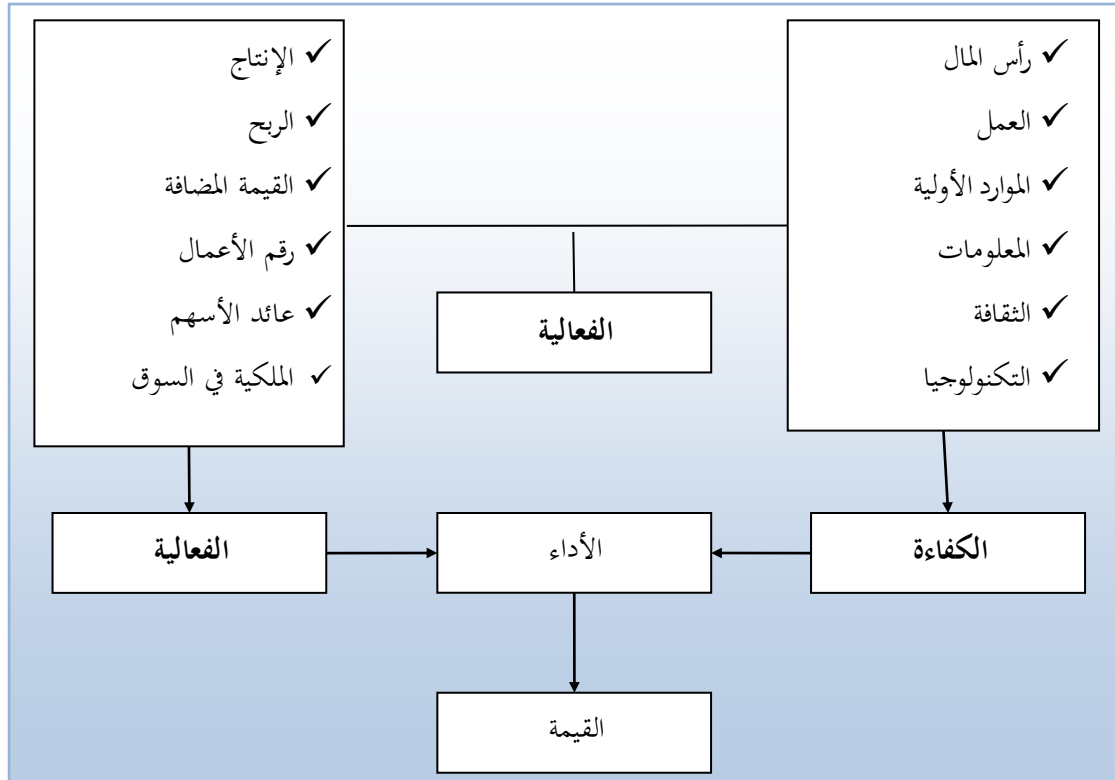 ✓ رأس المال
✓ العمل
✓ الموارد الأولية
✓ المعلومات
✓ الثقافة
✓ التكنولوجيا
✓ الإنتاج
✓ الربح
✓ القيمة المضافة
✓ رقم الأعمال
✓ عائد الأسهم
✓ الملكية في السوق
الفعالية
الكفاءة
الأداء
الفعالية
القيمة